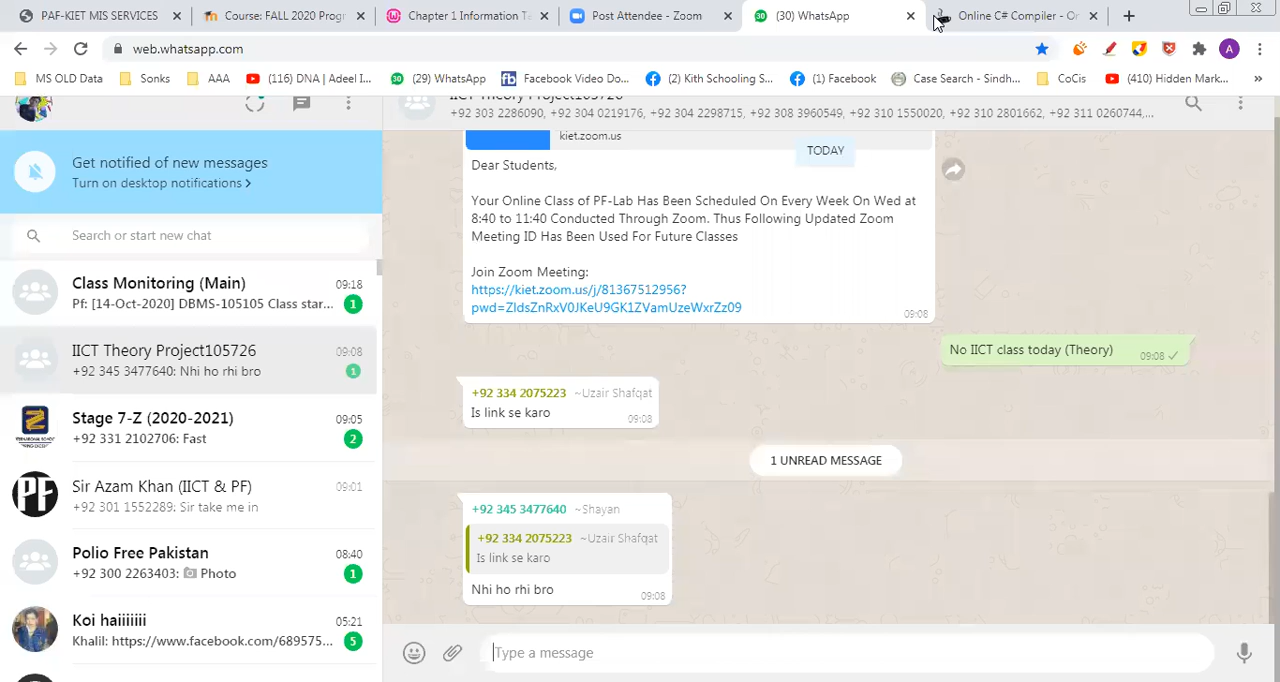 PAF-KIET MIS SERVICES
Course: FALL 2020 Progr
Chapter 1 Information T
Post Attendee - Zoom
(30) WhatsApp
Online C# Compiler - Or
web.whatsapp.com
A
MS OLD Data
Sonks
AAA
(116) DNA | Adeel I...
(29) WhatsApp
Facebook Video Do...
(2) Kith Schooling S...
(1) Facebook
Case Search - Sindh...
CoCis
(410) Hidden Mark...
»
IICT Theory Project105726
+92 303 2286090, +92 304 0219176, +92 304 2298715, +92 308 3960549, +92 310 1550020, +92 310 2801662, +92 311 0260744,...
Get notified of new messages
Turn on desktop notifications >
Search or start new chat
Class Monitoring (Main)
09:18
Pf: [14-Oct-2020] DBMS-105105 Class star...
1
IICT Theory Project105726
09:08
+92 345 3477640: Nhi ho rhi bro
1
Stage 7-Z (2020-2021)
09:05
+92 331 2102706: Fast
2
Sir Azam Khan (IICT & PF)
09:01
+92 301 1552289: Sir take me in
PF
Polio Free Pakistan
08:40
+92 300 2263403: Photo
1
Koi haiiiiiii
05:21
Khalil: https://www.facebook.com/689575...
5
kiet.zoom.us
TODAY
Dear Students,
Your Online Class of PF-Lab Has Been Scheduled On Every Week On Wed at
8:40 to 11:40 Conducted Through Zoom. Thus Following Updated Zoom
Meeting ID Has Been Used For Future Classes
Join Zoom Meeting:
https://kiet.zoom.us/j/81367512956?
pwd=ZldsZnRxV0JKeU9GK1ZVamUzeWxrZz09
09:08
No IICT class today (Theory)
09:08
+92 334 2075223 ~Uzair Shafqat
Is link se karo
09:08
1 UNREAD MESSAGE
+92 345 3477640 ~Shayan
+92 334 2075223 ~Uzair Shafqat
Is link se karo
Nhi ho rhi bro
09:08
Type a message